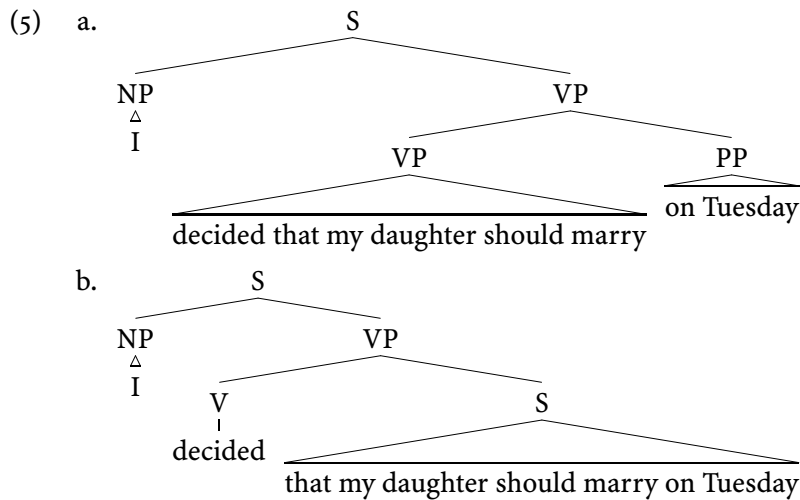 (5) a. S
NP VP
I
VP PP
decided that my daughter should marry on Tuesday
b. S
NP VP
I
V S
decided
that my daughter should marry on Tuesday